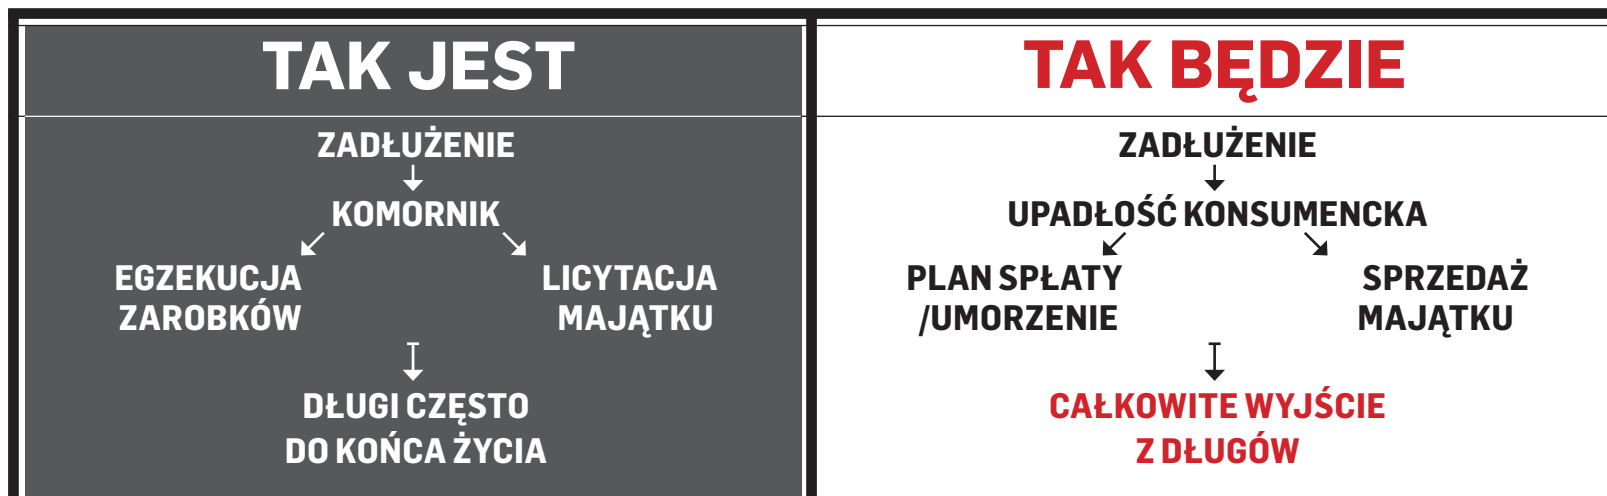 TAK JEST
ZADŁUŻENIE
KOMORNIK
EGZEKUCJA
ZAROBKÓW
LICYTACJA
MAJĄTKU
DŁUGI CZĘSTO
DO KOŃCA ŻYCIA
TAK BĘDZIE
ZADŁUŻENIE
UPADŁOŚĆ KONSUMENCKA
PLAN SPŁATY
/UMORZENIE
SPRZEDAŻ
MAJĄTKU
CAŁKOWITE WYJŚCIE
Z DŁUGÓW